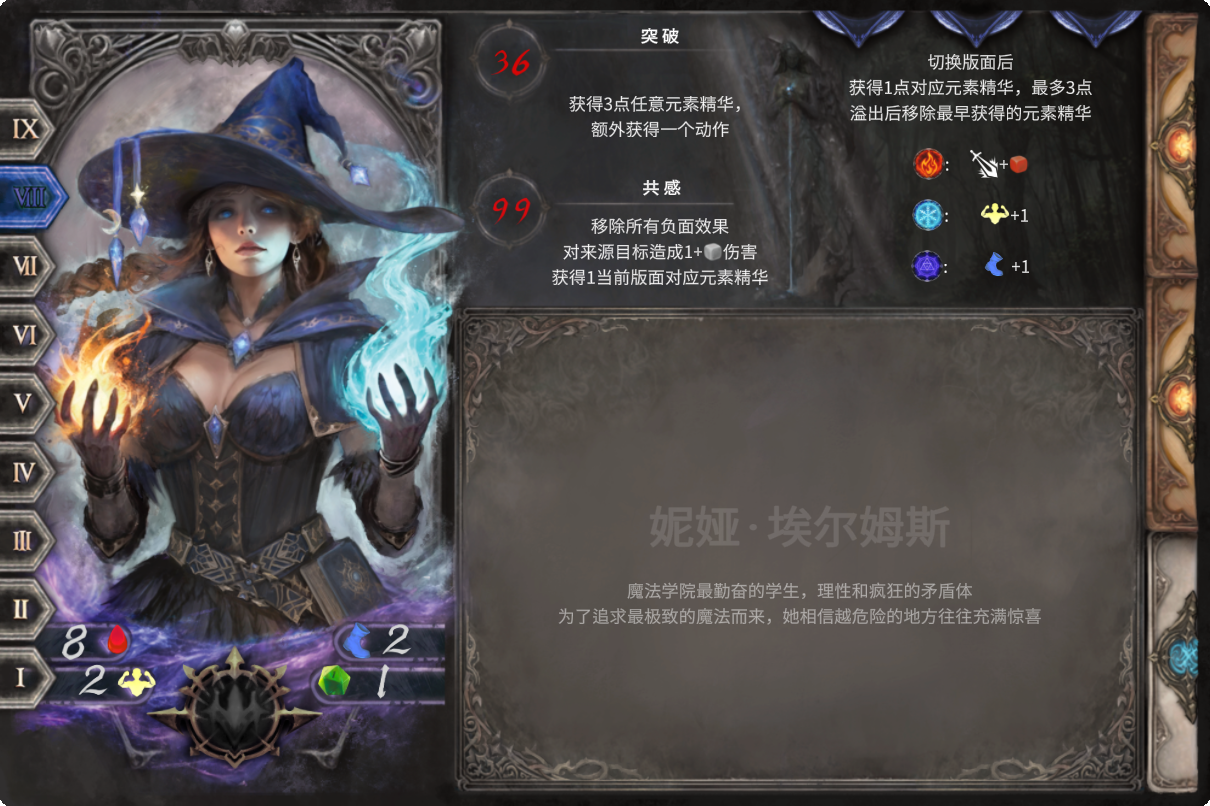 IX
VIII
VII
VI
V
IV
III
II
I
8
2
2
1
36
突破
获得3点任意元素精华，
额外获得一个动作
99
共感
移除所有负面效果
对来源目标造成1+伤害
获得1当前版面对应元素精华
切换版面后
获得1点对应元素精华，最多3点
溢出后移除最早获得的元素精华
: +
: +1
: +1
妮娅·埃尔姆斯
魔法学院最勤奋的学生，理性和疯狂的矛盾体
为了追求最极致的魔法而来，她相信越危险的地方往往充满惊喜